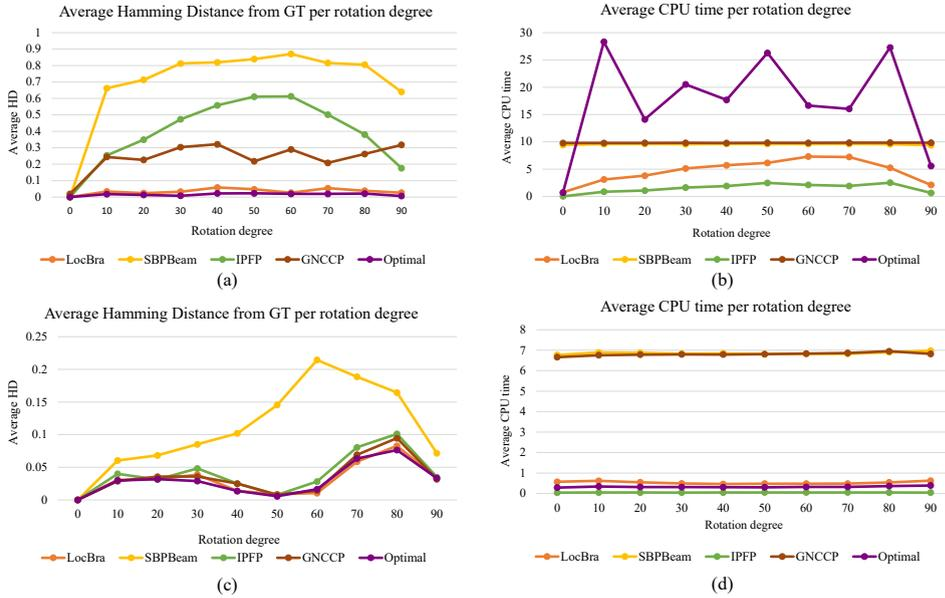 Average Hamming Distance from GT per rotation degree
1
0.9
0.8
0.7
0.6
0.5
0.4
0.3
0.2
0.1
0
Average HD
0 10 20 30 40 50 60 70 80 90
Rotation degree
LocBra SBPBeam IPFP GNCCP Optimal
(a)
Average CPU time per rotation degree
30
25
20
15
10
5
0
Average CPU time
0 10 20 30 40 50 60 70 80 90
Rotation degree
LocBra SBPBeam IPFP GNCCP Optimal
(b)
Average Hamming Distance from GT per rotation degree
0.25
0.2
0.15
0.1
0.05
0
Average HD
0 10 20 30 40 50 60 70 80 90
Rotation degree
LocBra SBPBeam IPFP GNCCP Optimal
(c)
Average CPU time per rotation degree
8
7
6
5
4
3
2
1
0
Average CPU time
0 10 20 30 40 50 60 70 80 90
Rotation degree
LocBra SBPBeam IPFP GNCCP Optimal
(d)